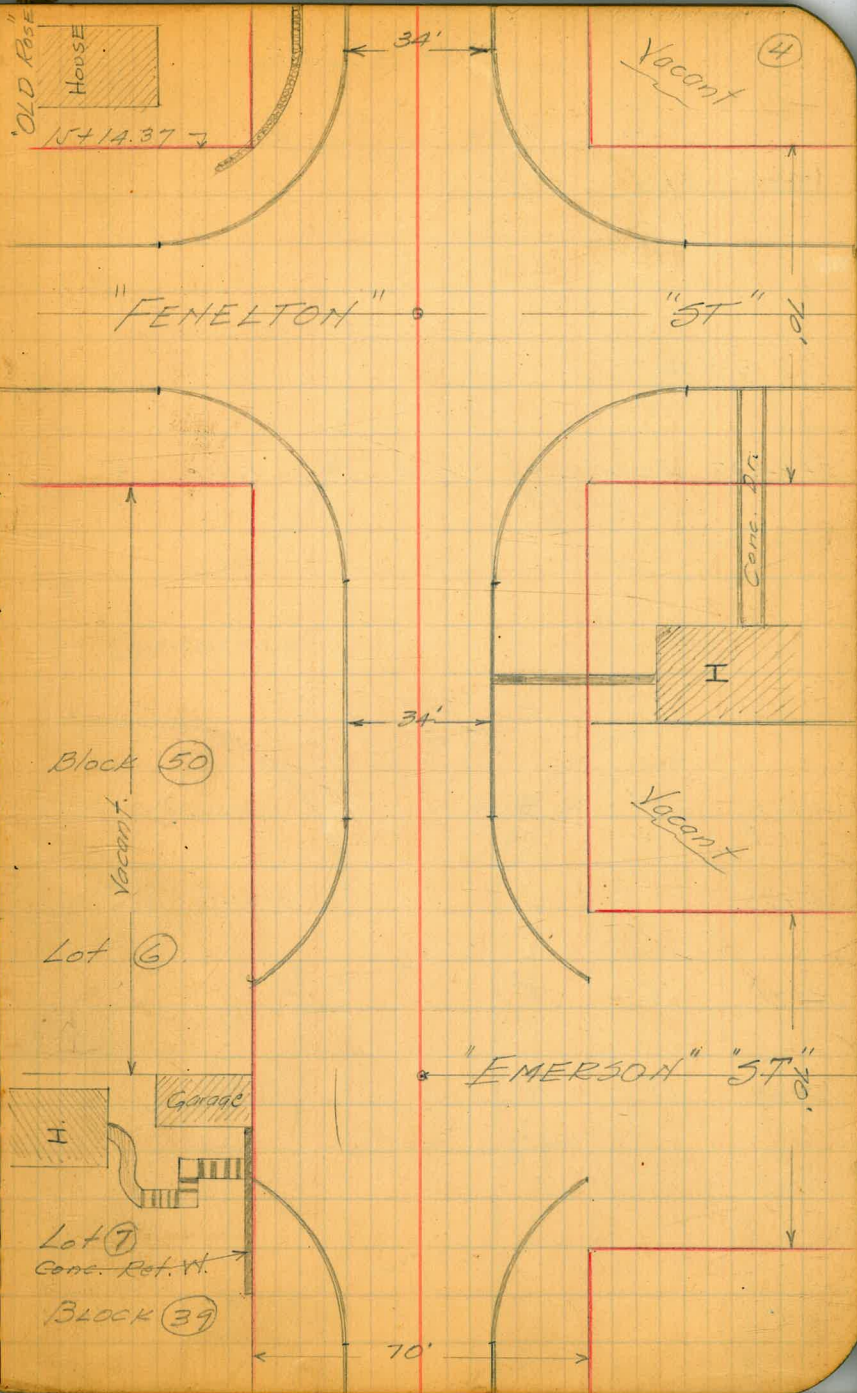 "OLD ROSE"
HOUSE
34'
Vacant
4
15+14.37
"FENELTON" "ST"
70'
Conc. Dr.
H
34'
Block 50
Vacant.
Vacant
Lot 6
"EMERSON" "ST"
70'
Garage
H.
Lot 7
Conc. Ret. W.
BLOCK 39
70'